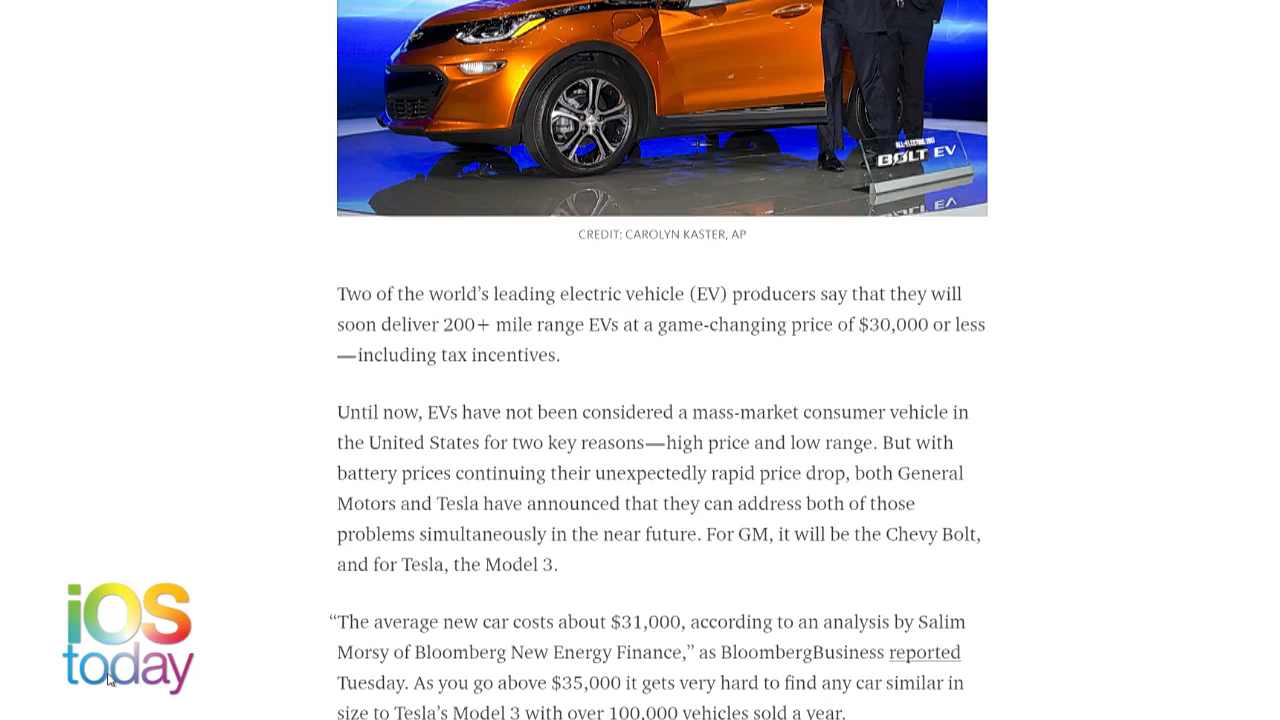 ALL-ELECTRIC 2017
BOLT EV
CREDIT: CAROLYN KASTER, AP
Two of the world’s leading electric vehicle (EV) producers say that they will
soon deliver 200+ mile range EVs at a game-changing price of $30,000 or less
—including tax incentives.
Until now, EVs have not been considered a mass-market consumer vehicle in
the United States for two key reasons—high price and low range. But with
battery prices continuing their unexpectedly rapid price drop, both General
Motors and Tesla have announced that they can address both of those
problems simultaneously in the near future. For GM, it will be the Chevy Bolt,
and for Tesla, the Model 3.
“The average new car costs about $31,000, according to an analysis by Salim
Morsy of Bloomberg New Energy Finance,” as BloombergBusiness reported
Tuesday. As you go above $35,000 it gets very hard to find any car similar in
size to Tesla’s Model 3 with over 100,000 vehicles sold a year.
iOS
today